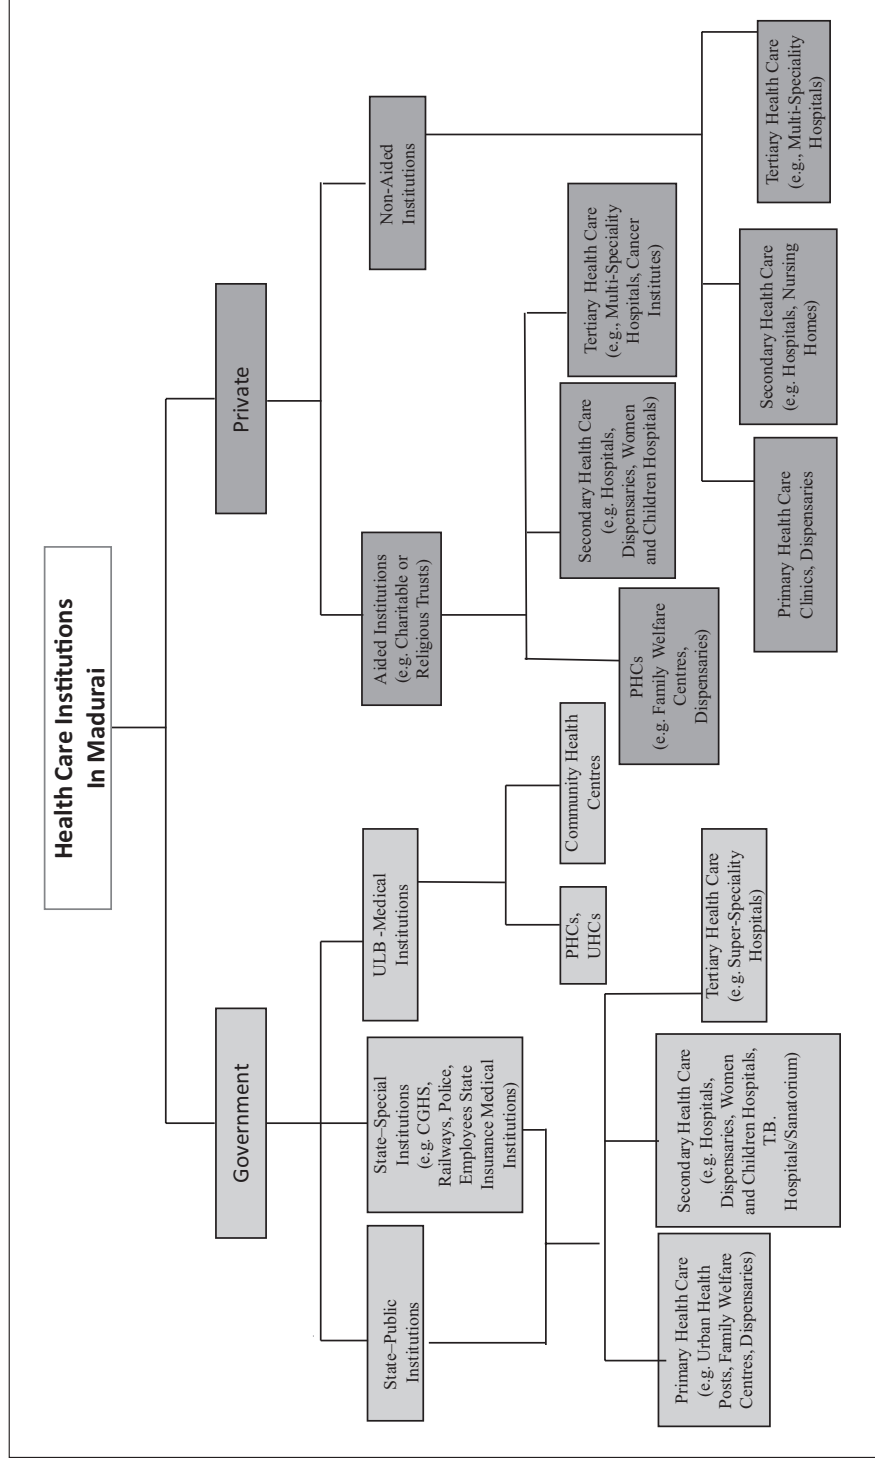 Health Care Institutions
In Madurai
Government
Private
State–Public
Institutions
State–Special
Institutions
(e.g. CGHS,
Railways, Police,
Employees State
Insurance Medical
Institutions)
ULB -Medical
Institutions
Aided Institutions
(e.g. Charitable or
Religious Trusts)
Non-Aided
Institutions
PHCs,
UHCs
Community Health
Centres
Primary Health Care
(e.g. Urban Health
Posts, Family Welfare
Centres, Dispensaries)
Secondary Health Care
(e.g. Hospitals,
Dispensaries, Women
and Children Hospitals,
T.B.
Hospitals/Sanatorium)
Tertiary Health Care
(e.g. Super-Speciality
Hospitals)
PHCs
(e.g. Family Welfare
Centres,
Dispensaries)
Secondary Health Care
(e.g. Hospitals,
Dispensaries, Women
and Children Hospitals)
Tertiary Health Care
(e.g., Multi-Speciality
Hospitals, Cancer
Institutes)
Primary Health Care
Clinics, Dispensaries
Secondary Health Care
(e.g. Hospitals, Nursing
Homes)
Tertiary Health Care
(e.g., Multi-Speciality
Hospitals)